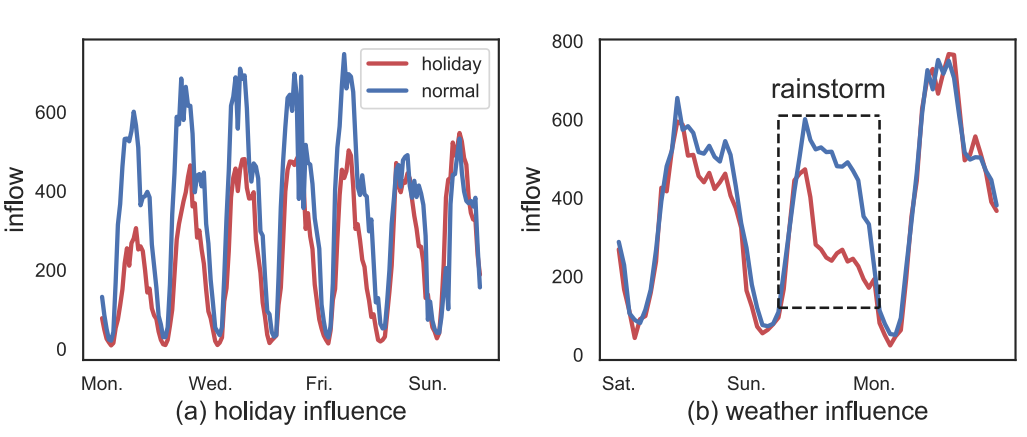 inflow
600
400
200
0
holiday
normal
Mon.
Wed.
Fri.
Sun.
(a) holiday influence
inflow
800
600
400
200
0
rainstorm
Sat.
Sun.
Mon.
(b) weather influence